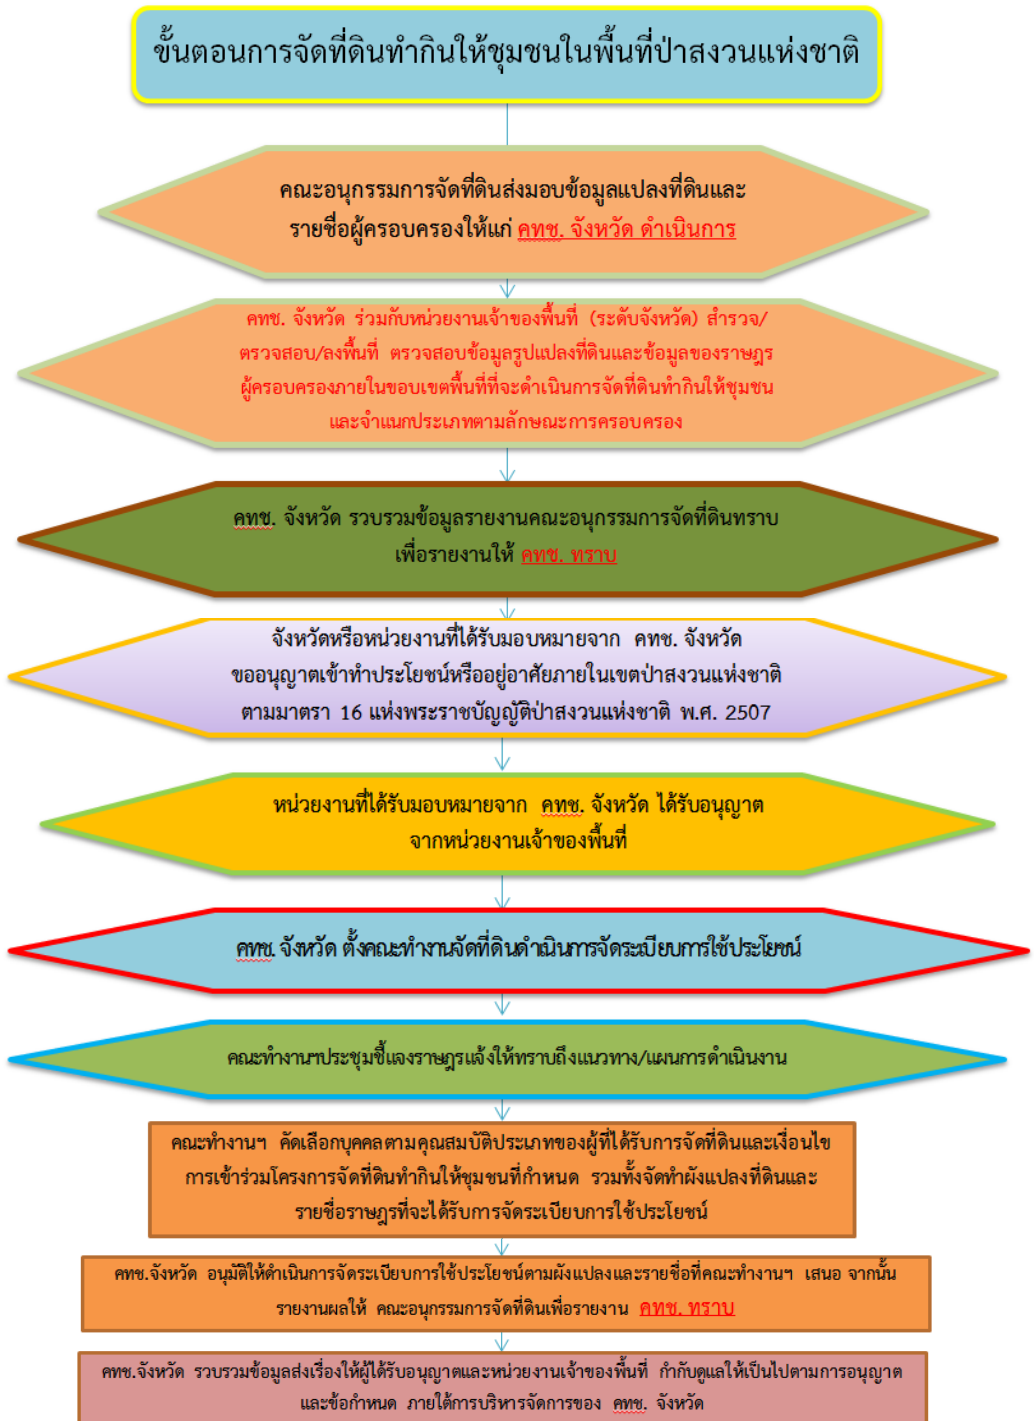 ขั้นตอนการจัดที่ดินทำกินให้ชุมชนในพื้นที่ป่าสงวนแห่งชาติ
คณะอนุกรรมการจัดที่ดินส่งมอบข้อมูลแปลงที่ดินและ
รายชื่อผู้ครอบครองให้แก่ คทช. จังหวัด ดำเนินการ
คทช. จังหวัด ร่วมกับหน่วยงานเจ้าของพื้นที่ (ระดับจังหวัด) สำรวจ/
ตรวจสอบ/ลงพื้นที่ ตรวจสอบข้อมูลรูปแปลงที่ดินและข้อมูลของราษฎร
ผู้ครอบครองภายในขอบเขตพื้นที่ที่จะดำเนินการจัดที่ดินทำกินให้ชุมชน
และจำแนกประเภทตามลักษณะการครอบครอง
คทช. จังหวัด รวบรวมข้อมูลรายงานคณะอนุกรรมการจัดที่ดินทราบ
เพื่อรายงานให้ คทช. ทราบ
จังหวัดหรือหน่วยงานที่ได้รับมอบหมายจาก คทช. จังหวัด
ขออนุญาตเข้าทำประโยชน์หรืออยู่อาศัยภายในเขตป่าสงวนแห่งชาติ
ตามมาตรา 16 แห่งพระราชบัญญัติป่าสงวนแห่งชาติ พ.ศ. 2507
หน่วยงานที่ได้รับมอบหมายจาก คทช. จังหวัด ได้รับอนุญาต
จากหน่วยงานเจ้าของพื้นที่
คทช. จังหวัด ตั้งคณะทำงานจัดที่ดินดำเนินการจัดระเบียบการใช้ประโยชน์
คณะทำงานฯประชุมชี้แจงราษฎรแจ้งให้ทราบถึงแนวทาง/แผนการดำเนินงาน
คณะทำงานฯ คัดเลือกบุคคลตามคุณสมบัติประเภทของผู้ที่ได้รับการจัดที่ดินและเงื่อนไข
การเข้าร่วมโครงการจัดที่ดินทำกินให้ชุมชนที่กำหนด รวมทั้งจัดทำผังแปลงที่ดินและ
รายชื่อราษฎรที่จะได้รับการจัดระเบียบการใช้ประโยชน์
คทช.จังหวัด อนุมัติให้ดำเนินการจัดระเบียบการใช้ประโยชน์ตามผังแปลงและรายชื่อที่คณะทำงานฯ เสนอ จากนั้น
รายงานผลให้ คณะอนุกรรมการจัดที่ดินเพื่อรายงาน คทช. ทราบ
คทช.จังหวัด รวบรวมข้อมูลส่งเรื่องให้ผู้ได้รับอนุญาตและหน่วยงานเจ้าของพื้นที่ กำกับดูแลให้เป็นไปตามการอนุญาต
และข้อกำหนด ภายใต้การบริหารจัดการของ คทช. จังหวัด